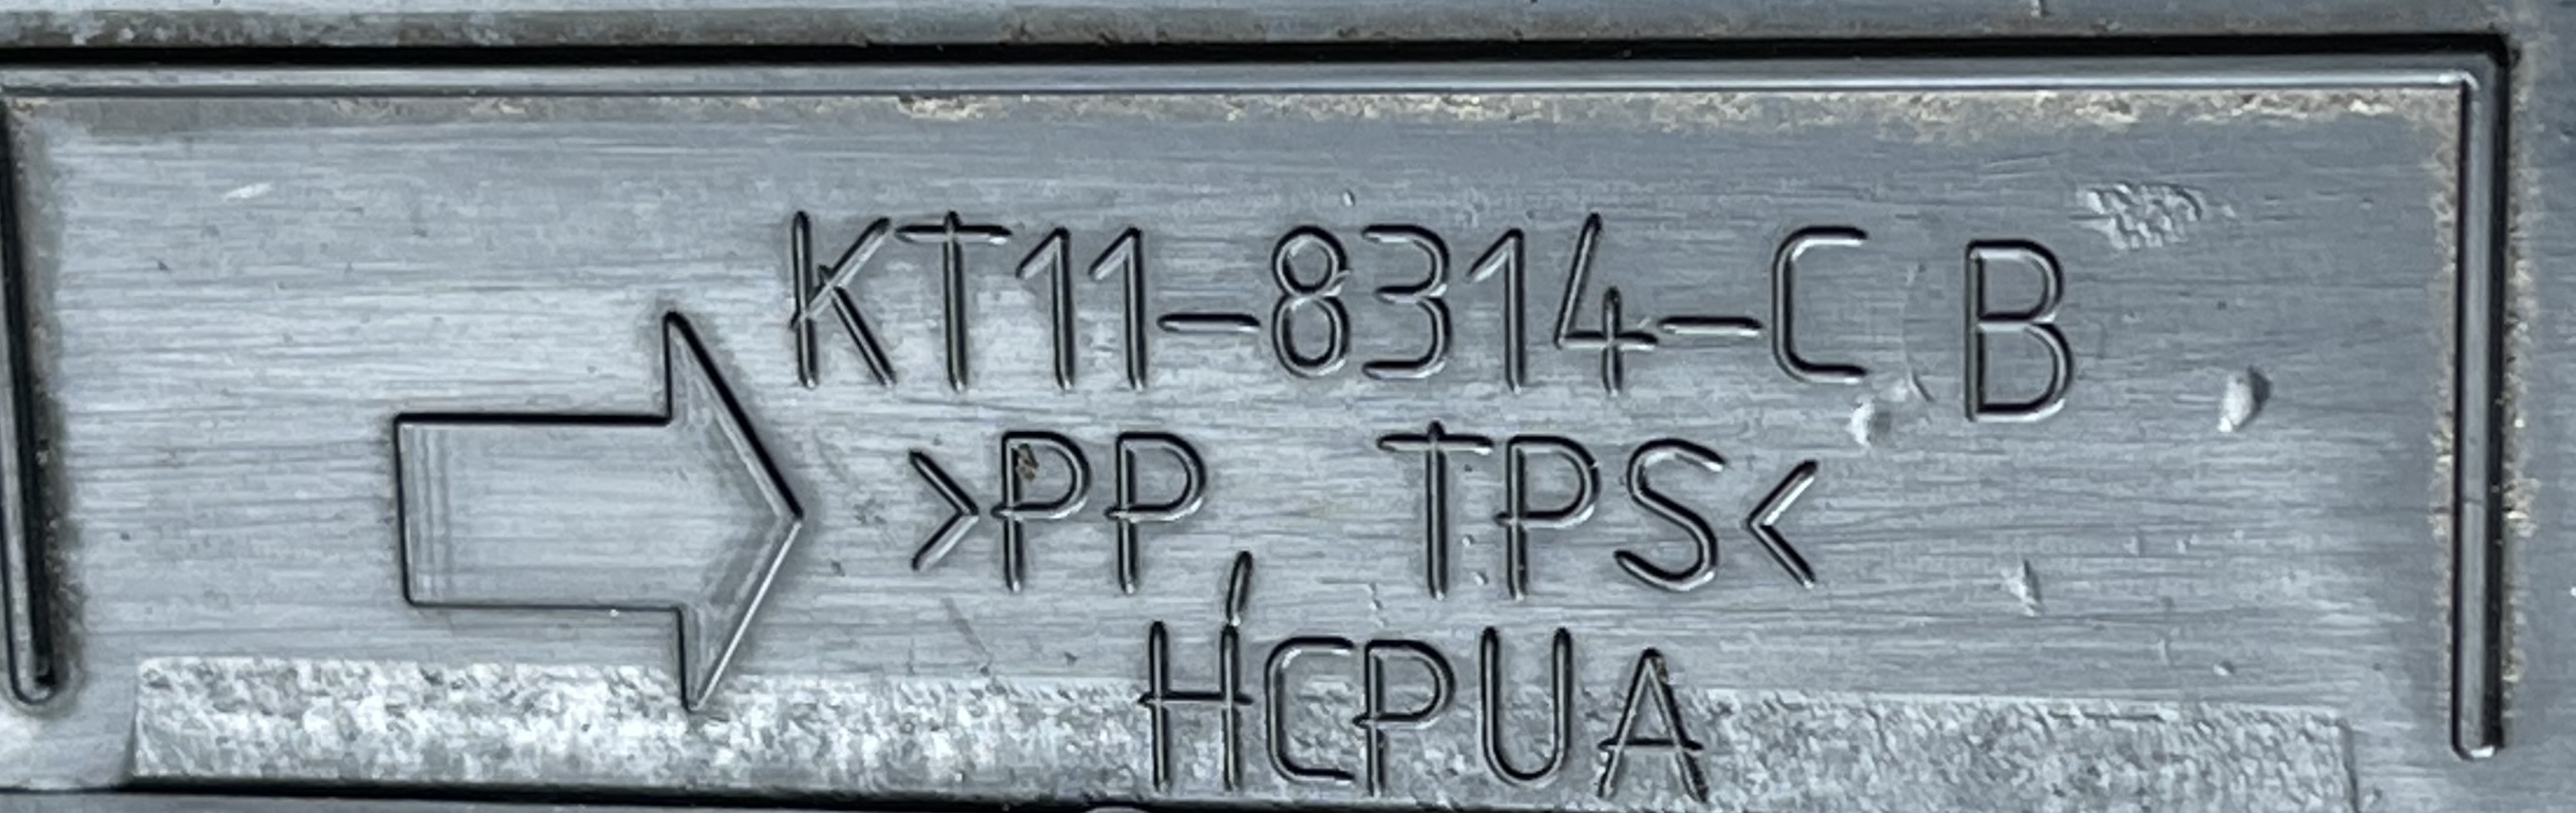 KT11-8314-C B
>PP, TPS<
HCPUA